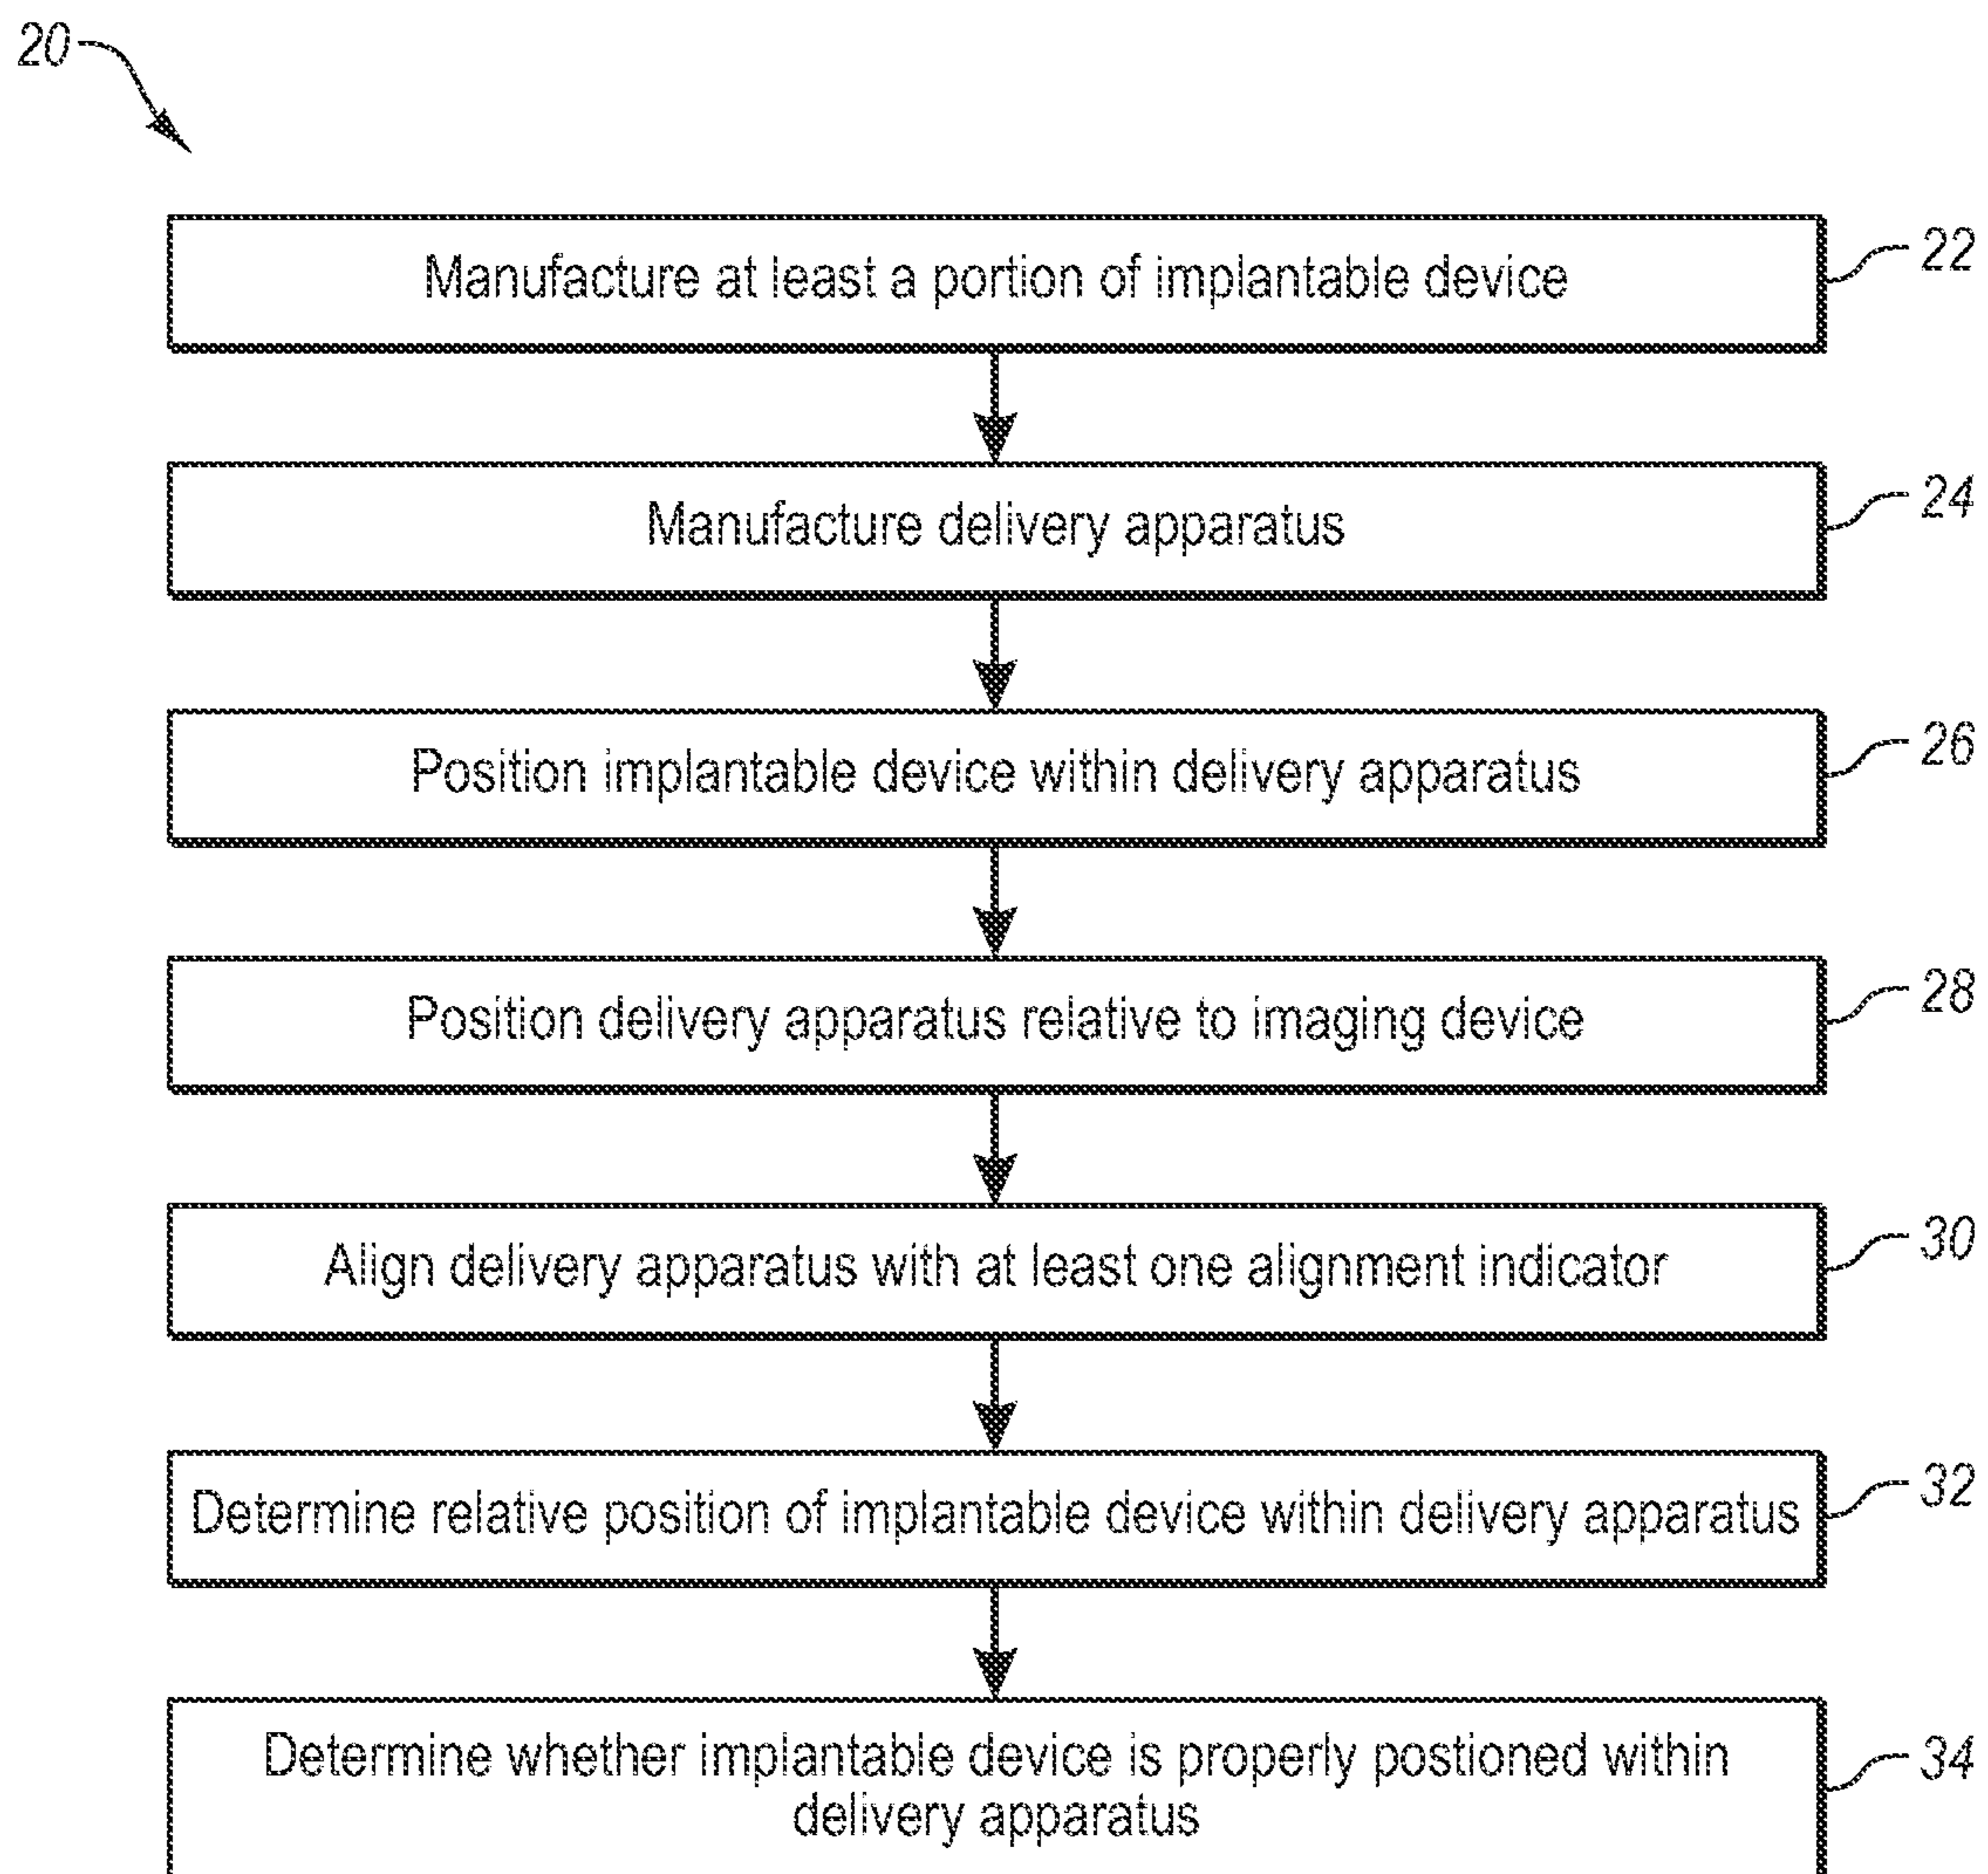 20
Manufacture at least a portion of implantable device
22
Manufacture delivery apparatus
24
Position implantable device within delivery apparatus
26
Position delivery apparatus relative to imaging device
28
Align delivery apparatus with at least one alignment indicator
30
Determine relative position of implantable device within delivery apparatus
32
Determine whether implantable device is properly postioned within
delivery apparatus
34